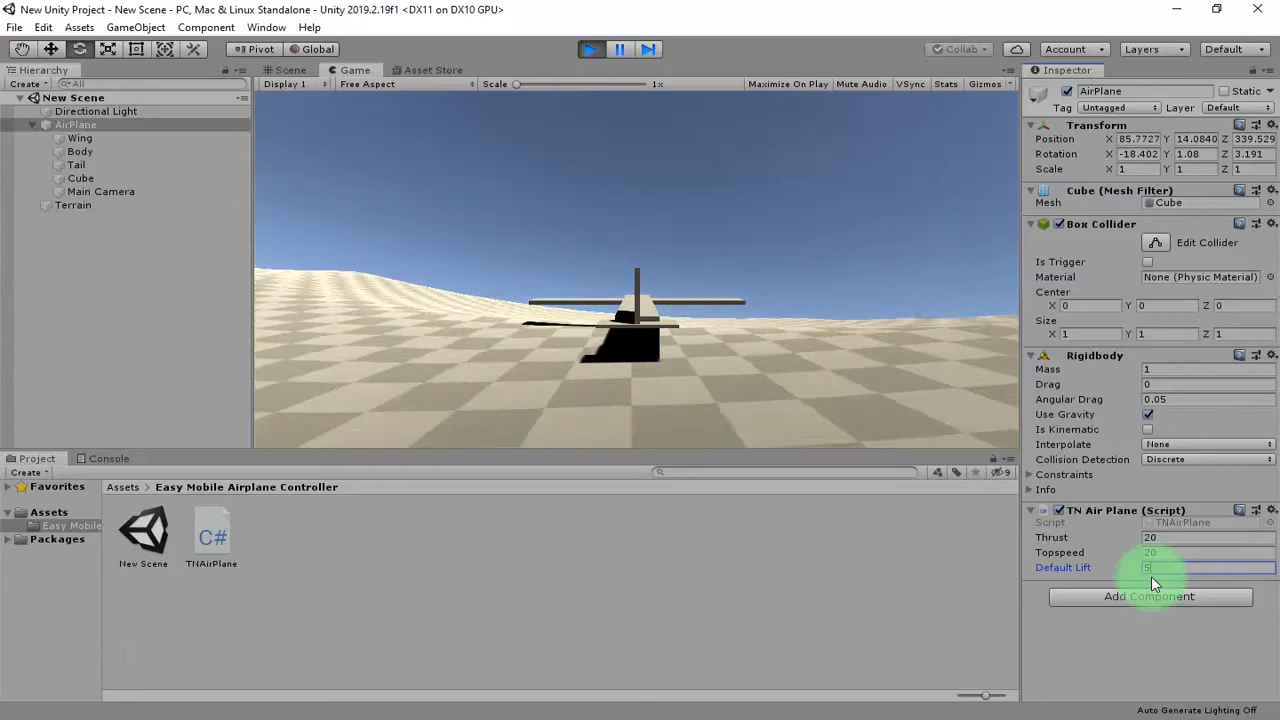 New Unity Project - New Scene - PC, Mac & Linux Standalone - Unity 2019.2.19f1 <DX11 on DX10 GPU>
File Edit Assets GameObject Component Window Help
Pivot Global Collab Account Layers Default
Hierarchy Scene Game Asset Store Inspector
Create All Display 1 Free Aspect Scale 1x Maximize On Play Mute Audio VSync Stats Gizmos
New Scene
Directional Light
AirPlane
Wing
Body
Tail
Cube
Main Camera
Terrain
AirPlane Static
Tag Untagged Layer Default
Transform
Position X 85.7727 Y 14.0840 Z 339.529
Rotation X -18.402 Y 1.08 Z 3.191
Scale X 1 Y 1 Z 1
Cube (Mesh Filter)
Mesh Cube
Box Collider
Edit Collider
Is Trigger
Material None (Physic Material)
Center
X 0 Y 0 Z 0
Size
X 1 Y 1 Z 1
Rigidbody
Mass 1
Drag 0
Angular Drag 0.05
Use Gravity
Is Kinematic
Interpolate None
Collision Detection Discrete
Constraints
Info
TN Air Plane (Script)
Script TNAirPlane
Thrust 20
Topspeed 20
Default Lift 5
Add Component
Project Console
Create 9
Favorites
Assets
Easy Mobile
Packages
Assets > Easy Mobile Airplane Controller
C#
New Scene TNAirPlane
Auto Generate Lighting Off